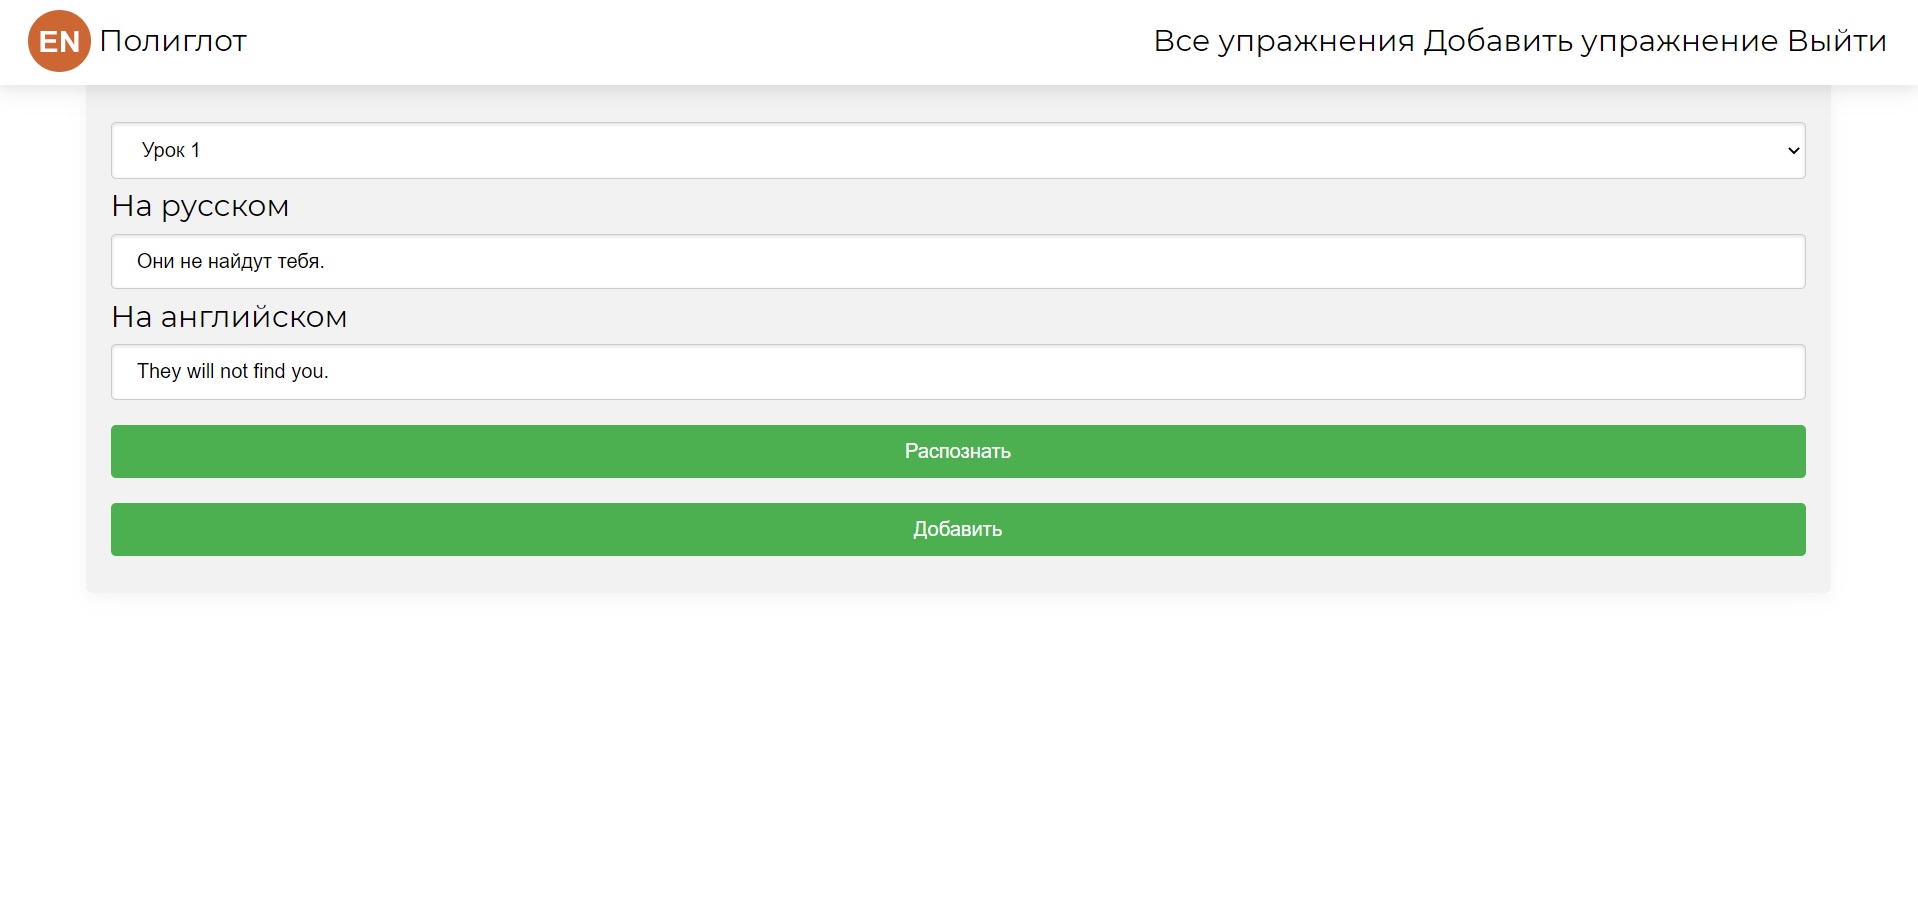 EN Полиглот
Все упражнения Добавить упражнение Выйти
Урок 1
На русском
Они не найдут тебя.
На английском
They will not find you.
Распознать
Добавить